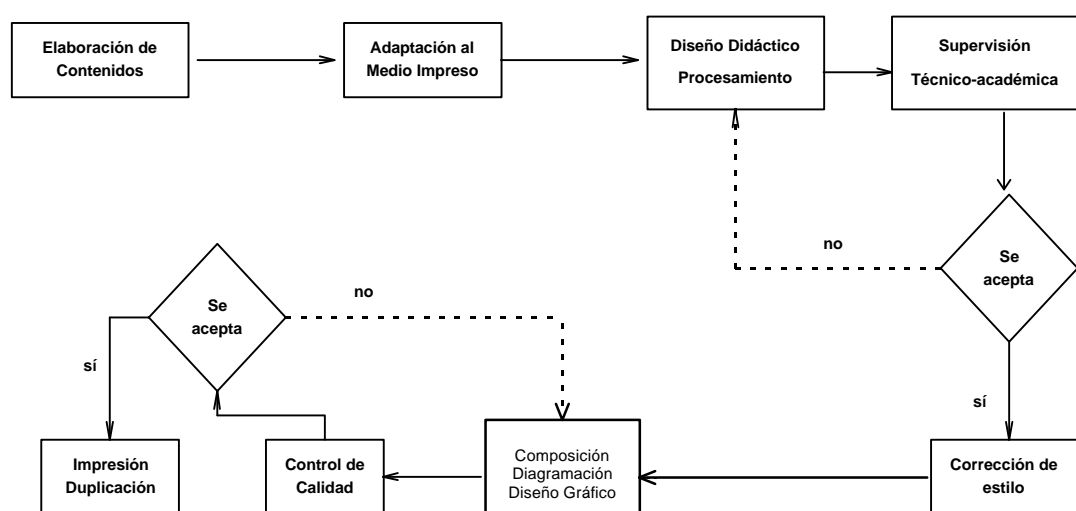 Elaboración de
Contenidos
Adaptación al
Medio Impreso
Diseño Didáctico
Procesamiento
Supervisión
Técnico-académica
Se
acepta
no
sí
Corrección de
estilo
Composición
Diagramación
Diseño Gráfico
Control de
Calidad
Se
acepta
no
sí
Impresión
Duplicación